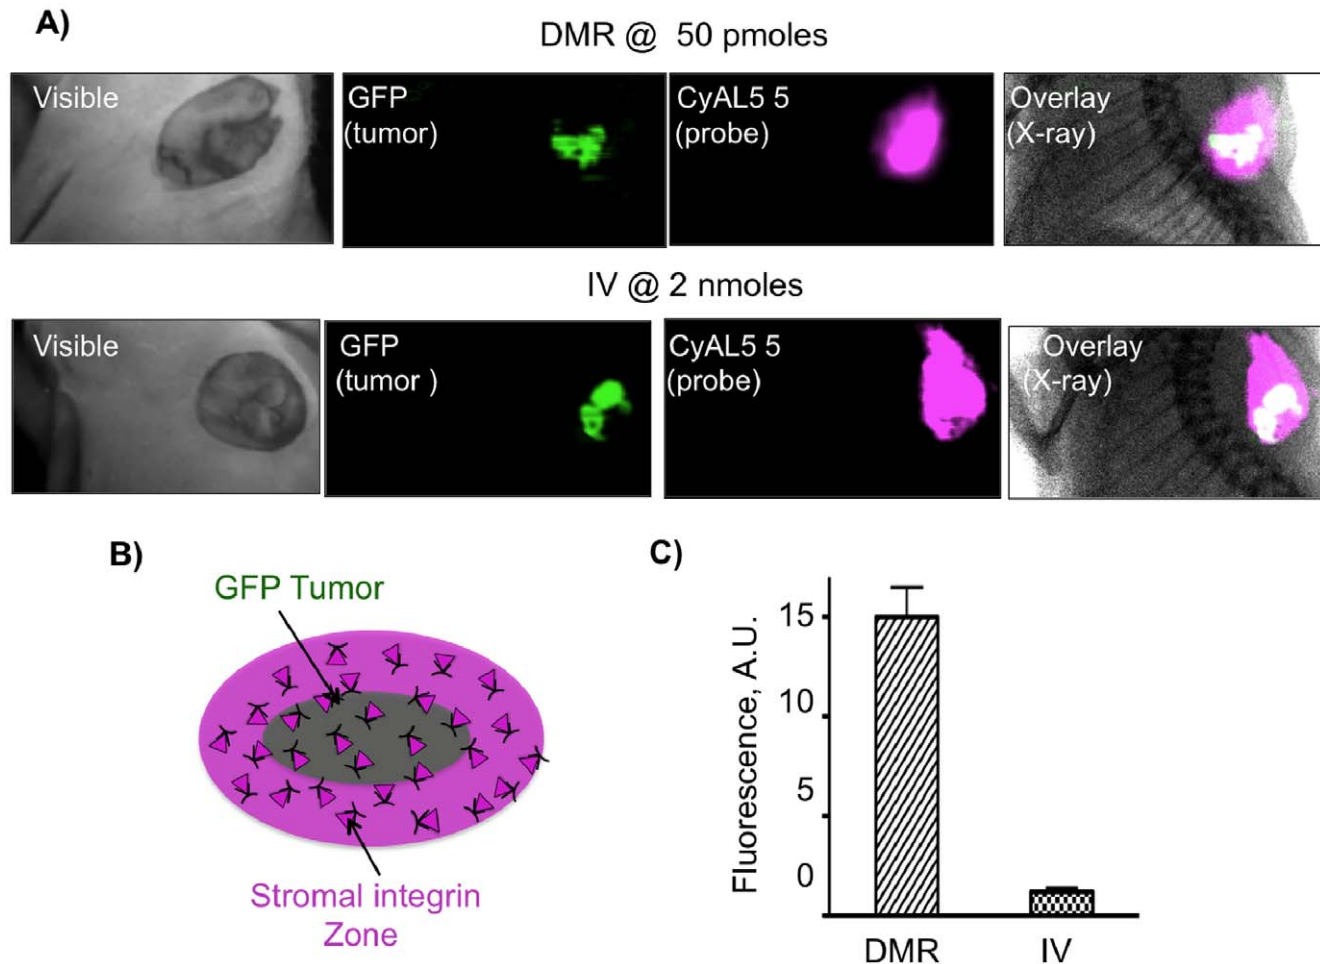 A)
DMR @ 50 pmoles
Visible
GFP
(tumor)
CyAL5 5
(probe)
Overlay
(X-ray)
IV @ 2 nmoles
Visible
GFP
(tumor )
CyAL5 5
(probe)
Overlay
(X-ray)
B)
GFP Tumor
Stromal integrin
Zone
C)
Fluorescence, A.U.
15
10
5
0
DMR
IV